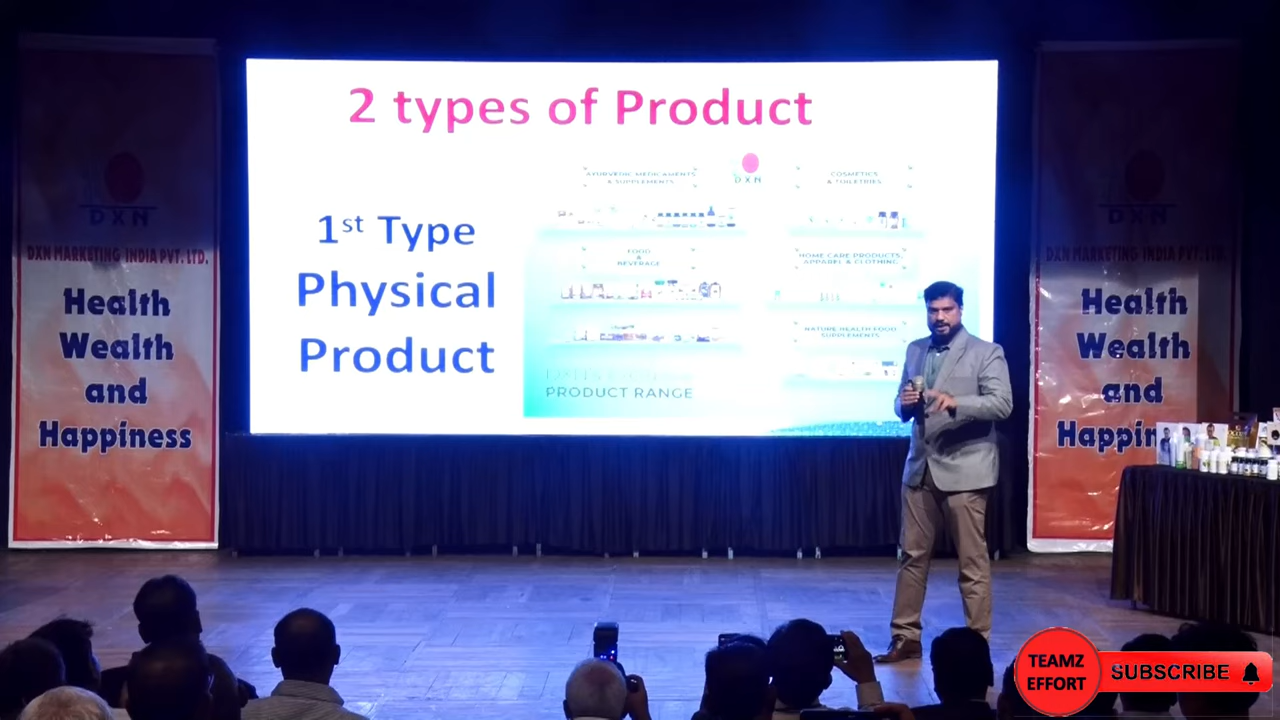 2 types of Product
1st Type
Physical
Product
AYURVEDIC MEDICAMENTS
& SUPPLEMENTS
DXN
COSMETICS
& TOILETRIES
FOOD
&
BEVERAGE
HOME CARE PRODUCTS,
APPAREL & CLOTHING
NATURE HEALTH FOOD
SUPPLEMENTS
PRODUCT RANGE
DXN
DXN MARKETING INDIA PVT. LTD.
Health
Wealth
and
Happiness
DXN
DXN MARKETING INDIA PVT. LTD.
Health
Wealth
and
Happin
TEAMZ
EFFORT
SUBSCRIBE